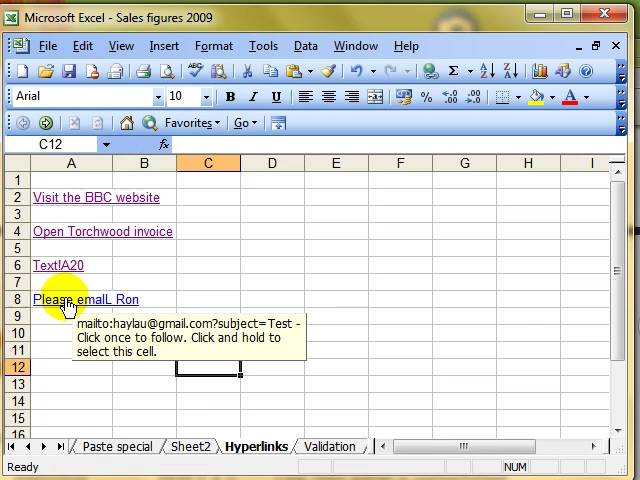 Microsoft Excel - Sales figures 2009
File Edit View Insert Format Tools Data Window Help
Σ
Arial 10 B I U % A
Favorites Go
C12 fx
A B C D E F G H I
1
2 Visit the BBC website
3
4 Open Torchwood invoice
5
6 Text!A20
7
8 Please emalL Ron
9
mailto:haylau@gmail.com?subject=Test -
10
Click once to follow. Click and hold to
11
select this cell.
12
13
14
15
16
Paste special Sheet2 Hyperlinks Validation
Ready NUM